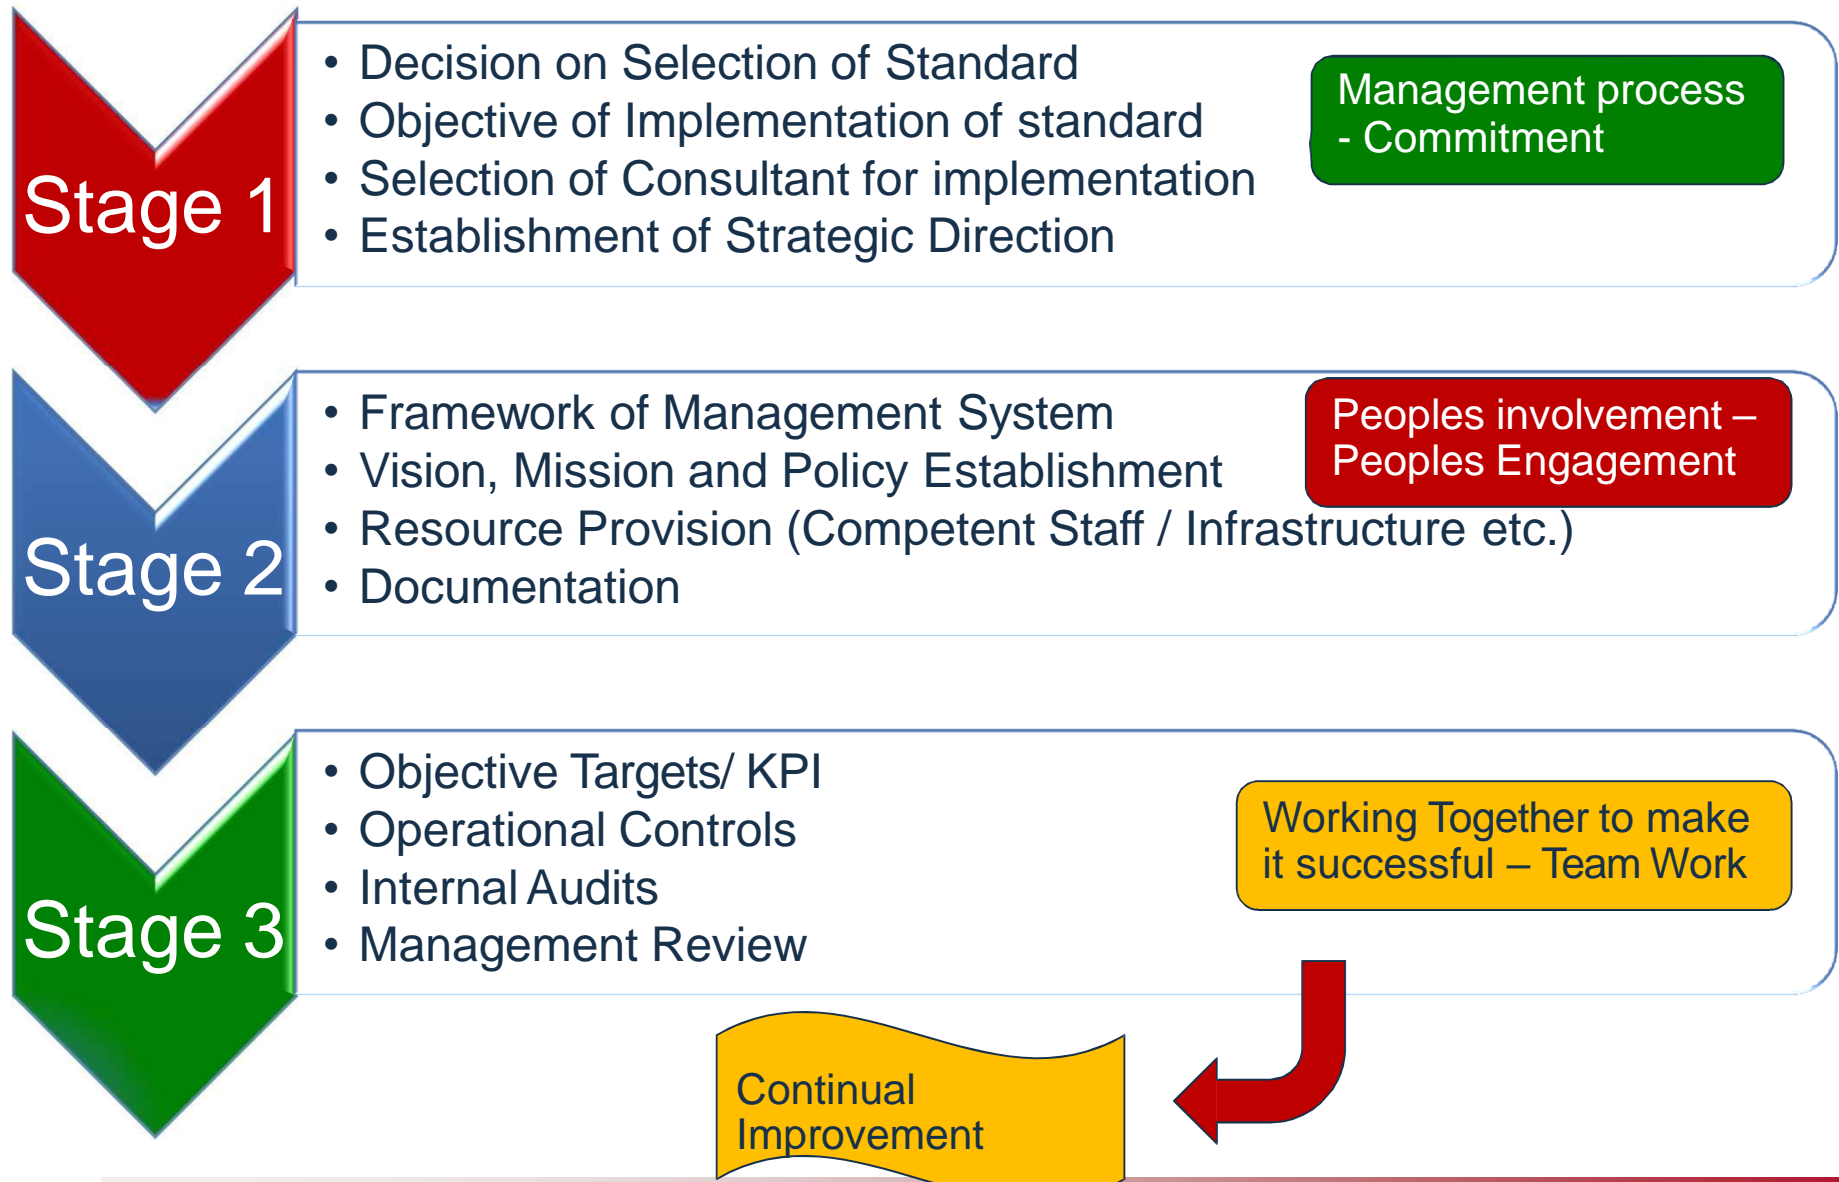 Stage 1
• Decision on Selection of Standard
• Objective of Implementation of standard
• Selection of Consultant for implementation
• Establishment of Strategic Direction
Management process
- Commitment
Stage 2
• Framework of Management System
• Vision, Mission and Policy Establishment
• Resource Provision (Competent Staff / Infrastructure etc.)
• Documentation
Peoples involvement –
Peoples Engagement
Stage 3
• Objective Targets/ KPI
• Operational Controls
• Internal Audits
• Management Review
Working Together to make
it successful – Team Work
Continual
Improvement